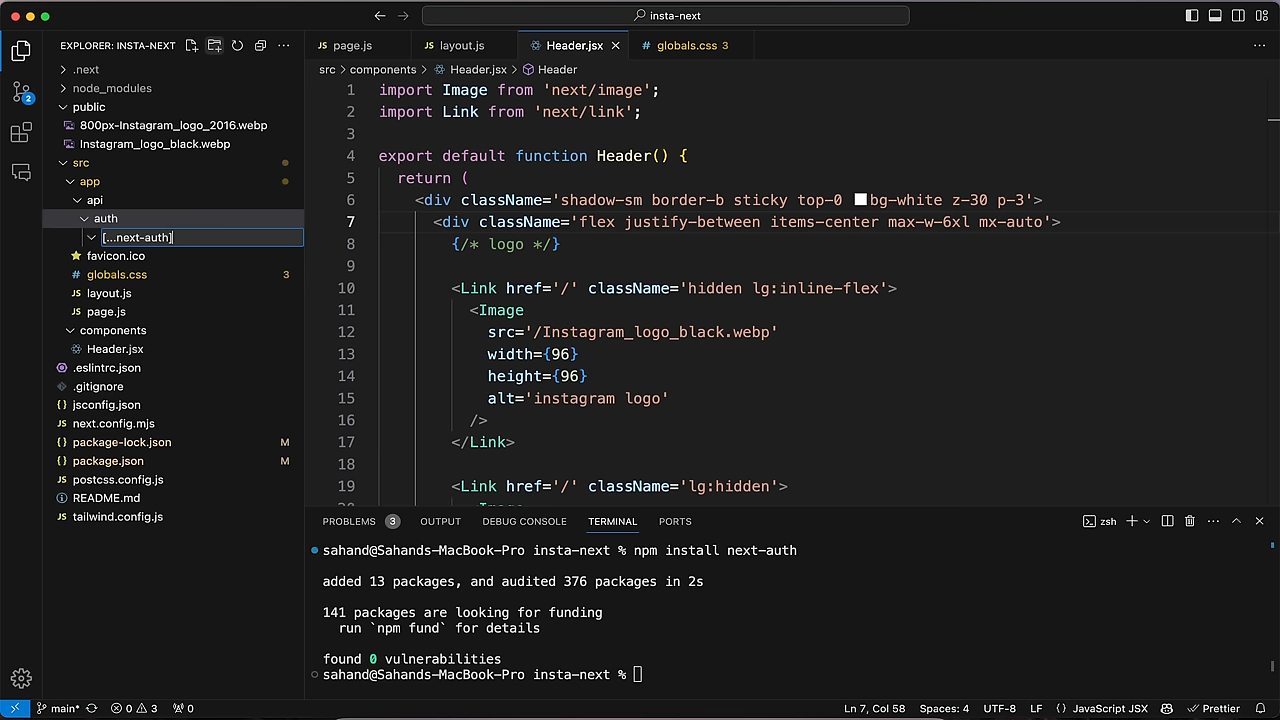 insta-next
EXPLORER: INSTA-NEXT
.next
node_modules
public
800px-Instagram_logo_2016.webp
Instagram_logo_black.webp
src
app
api
auth
[...next-auth]
favicon.ico
# globals.css 3
JS layout.js
JS page.js
components
Header.jsx
.eslintrc.json
.gitignore
{} jsconfig.json
JS next.config.mjs
{} package-lock.json M
{} package.json M
JS postcss.config.js
README.md
JS tailwind.config.js
2
JS page.js
JS layout.js
Header.jsx
# globals.css 3
src > components > Header.jsx > Header
1 import Image from 'next/image';
2 import Link from 'next/link';
3
4 export default function Header() {
5 return (
6 <div className='shadow-sm border-b sticky top-0 bg-white z-30 p-3'>
7 <div className='flex justify-between items-center max-w-6xl mx-auto'>
8 {/* logo */}
9
10 <Link href='/' className='hidden lg:inline-flex'>
11 <Image
12 src='/Instagram_logo_black.webp'
13 width={96}
14 height={96}
15 alt='instagram logo'
16 />
17 </Link>
18
19 <Link href='/' className='lg:hidden'>
20 <Image
PROBLEMS 3 OUTPUT DEBUG CONSOLE TERMINAL PORTS
zsh
sahand@Sahands-MacBook-Pro insta-next % npm install next-auth
added 13 packages, and audited 376 packages in 2s
141 packages are looking for funding
run `npm fund` for details
found 0 vulnerabilities
sahand@Sahands-MacBook-Pro insta-next %
main* 0 3 0
Ln 7, Col 58 Spaces: 4 UTF-8 LF {} JavaScript JSX Prettier